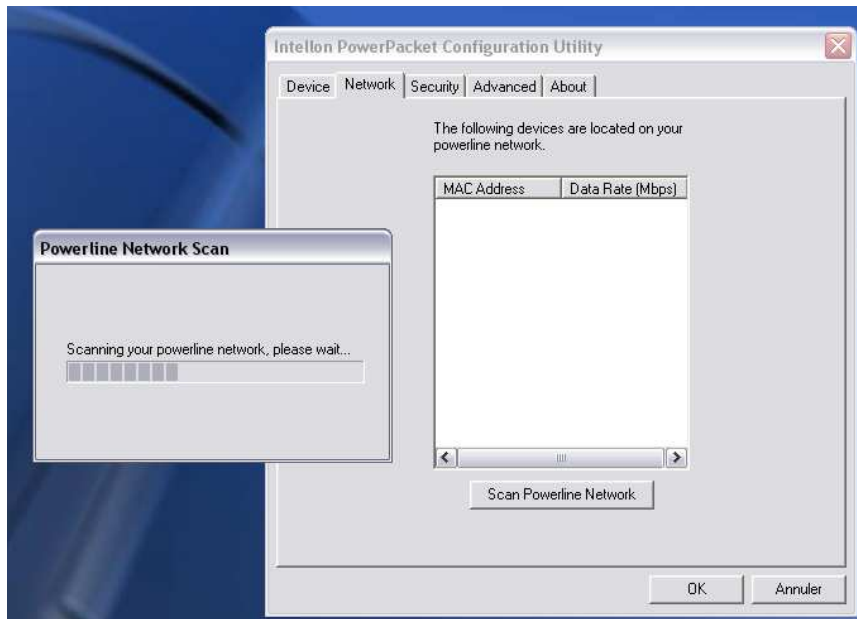 Intellon PowerPacket Configuration Utility
Device Network Security Advanced About
The following devices are located on your
powerline network.
MAC Address Data Rate (Mbps)
Powerline Network Scan
Scanning your powerline network, please wait...
Scan Powerline Network
OK Annuler